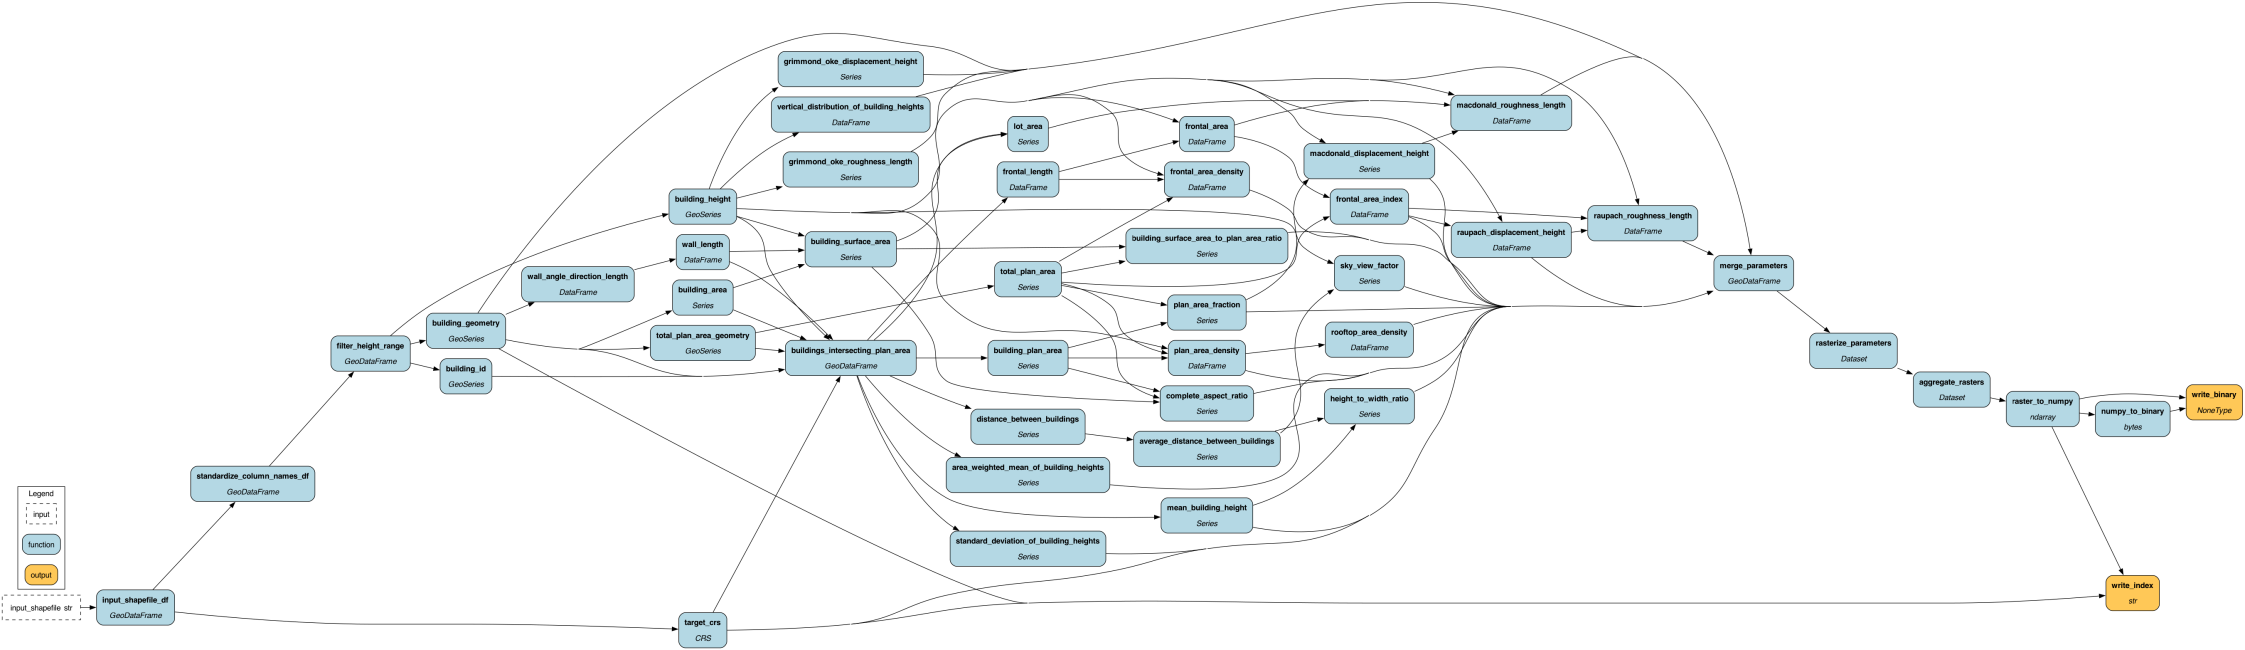 Legend
input
function
output
input_shapefile str
input_shapefile_df
GeoDataFrame
standardize_column_names_df
GeoDataFrame
filter_height_range
GeoDataFrame
building_geometry
GeoSeries
building_id
GeoSeries
wall_angle_direction_length
DataFrame
building_height
GeoSeries
wall_length
DataFrame
building_area
Series
total_plan_area_geometry
GeoSeries
target_crs
CRS
grimmond_oke_displacement_height
Series
vertical_distribution_of_building_heights
DataFrame
grimmond_oke_roughness_length
Series
building_surface_area
Series
buildings_intersecting_plan_area
GeoDataFrame
lot_area
Series
frontal_length
DataFrame
total_plan_area
Series
building_plan_area
Series
distance_between_buildings
Series
area_weighted_mean_of_building_heights
Series
standard_deviation_of_building_heights
Series
frontal_area
DataFrame
frontal_area_density
DataFrame
building_surface_area_to_plan_area_ratio
Series
plan_area_fraction
Series
plan_area_density
DataFrame
complete_aspect_ratio
Series
average_distance_between_buildings
Series
mean_building_height
Series
macdonald_displacement_height
Series
frontal_area_index
DataFrame
sky_view_factor
Series
rooftop_area_density
DataFrame
height_to_width_ratio
Series
macdonald_roughness_length
DataFrame
raupach_displacement_height
DataFrame
raupach_roughness_length
DataFrame
merge_parameters
GeoDataFrame
rasterize_parameters
Dataset
aggregate_rasters
Dataset
raster_to_numpy
ndarray
numpy_to_binary
bytes
write_binary
NoneType
write_index
str